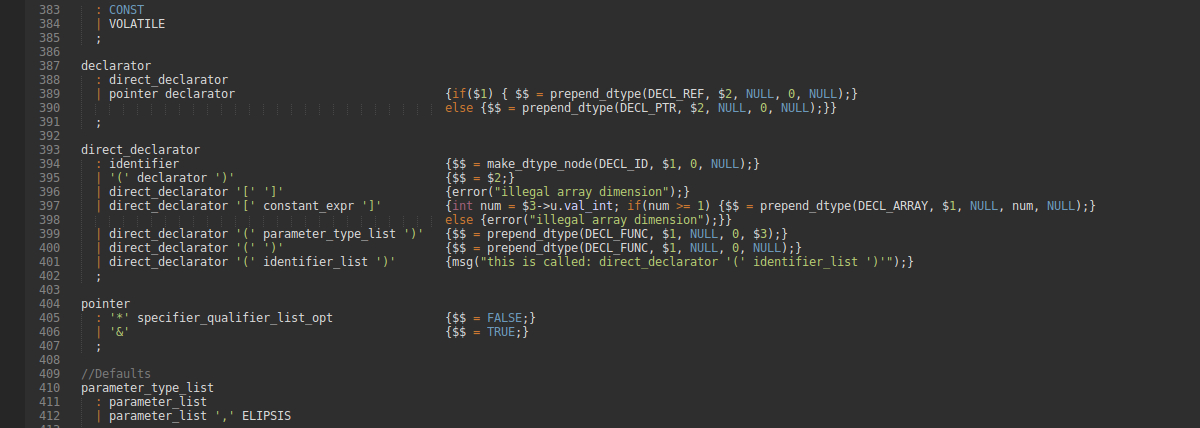 383 : CONST
384 | VOLATILE
385 ;
386
387 declarator
388 : direct_declarator
389 | pointer declarator {if($1) { $$ = prepend_dtype(DECL_REF, $2, NULL, 0, NULL);}
390 else {$$ = prepend_dtype(DECL_PTR, $2, NULL, 0, NULL);}}
391 ;
392
393 direct_declarator
394 : identifier {$$ = make_dtype_node(DECL_ID, $1, 0, NULL);}
395 | '(' declarator ')' {$$ = $2;}
396 | direct_declarator '[' ']' {error("illegal array dimension");}
397 | direct_declarator '[' constant_expr ']' {int num = $3->u.val_int; if(num >= 1) {$$ = prepend_dtype(DECL_ARRAY, $1, NULL, num, NULL);}
398 else {error("illegal array dimension");}}
399 | direct_declarator '(' parameter_type_list ')' {$$ = prepend_dtype(DECL_FUNC, $1, NULL, 0, $3);}
400 | direct_declarator '(' ')' {$$ = prepend_dtype(DECL_FUNC, $1, NULL, 0, NULL);}
401 | direct_declarator '(' identifier_list ')' {msg("this is called: direct_declarator '(' identifier_list ')'");}
402 ;
403
404 pointer
405 : '*' specifier_qualifier_list_opt {$$ = FALSE;}
406 | '&' {$$ = TRUE;}
407 ;
408
409 //Defaults
410 parameter_type_list
411 : parameter_list
412 | parameter_list ',' ELIPSIS